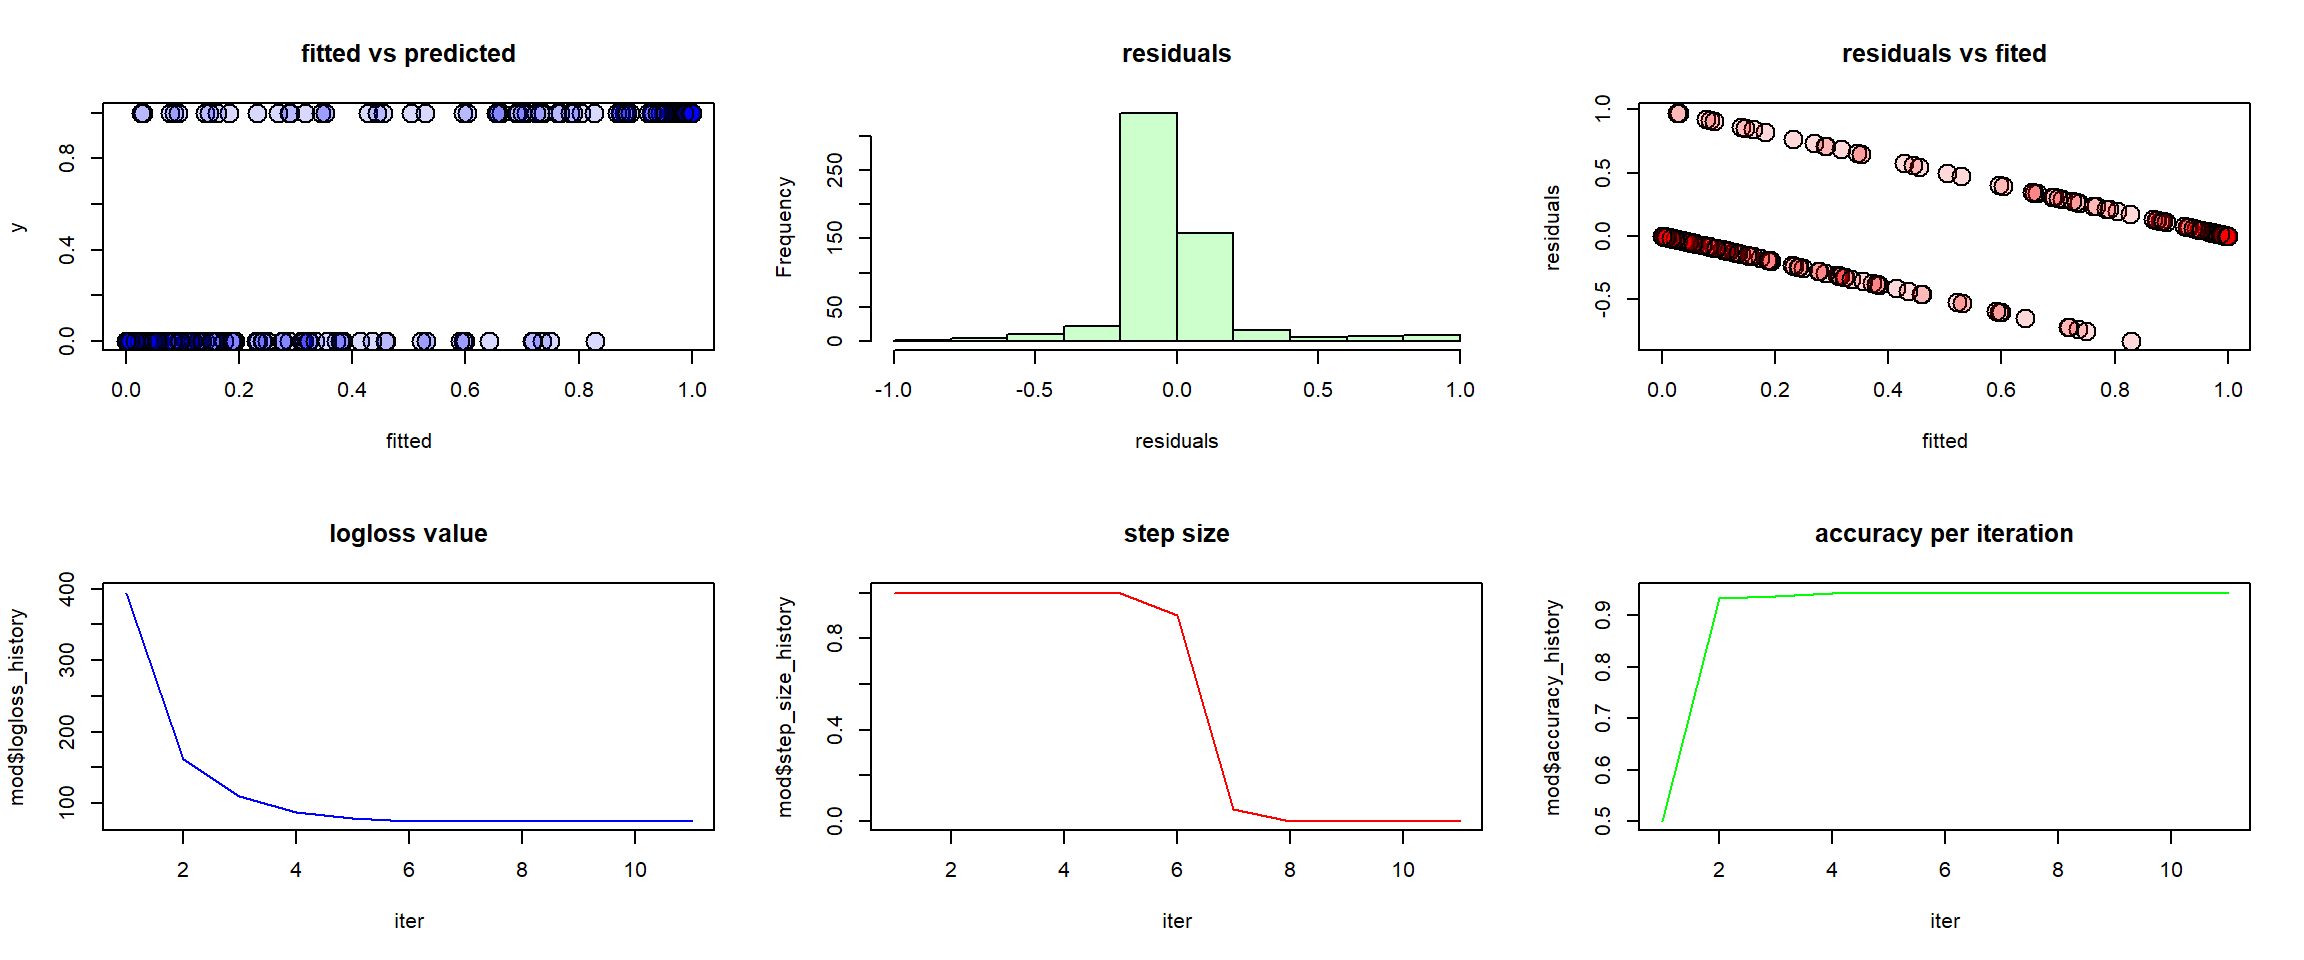 fitted vs predicted
y
0.0 0.4 0.8
0.0 0.2 0.4 0.6 0.8 1.0
fitted
residuals
Frequency
0 50 150 250
-1.0 -0.5 0.0 0.5 1.0
residuals
residuals vs fited
residuals
-0.5 0.0 0.5 1.0
0.0 0.2 0.4 0.6 0.8 1.0
fitted
logloss value
mod$logloss_history
100 200 300 400
2 4 6 8 10
iter
step size
mod$step_size_history
0.0 0.4 0.8
2 4 6 8 10
iter
accuracy per iteration
mod$accuracy_history
0.5 0.6 0.7 0.8 0.9
2 4 6 8 10
iter